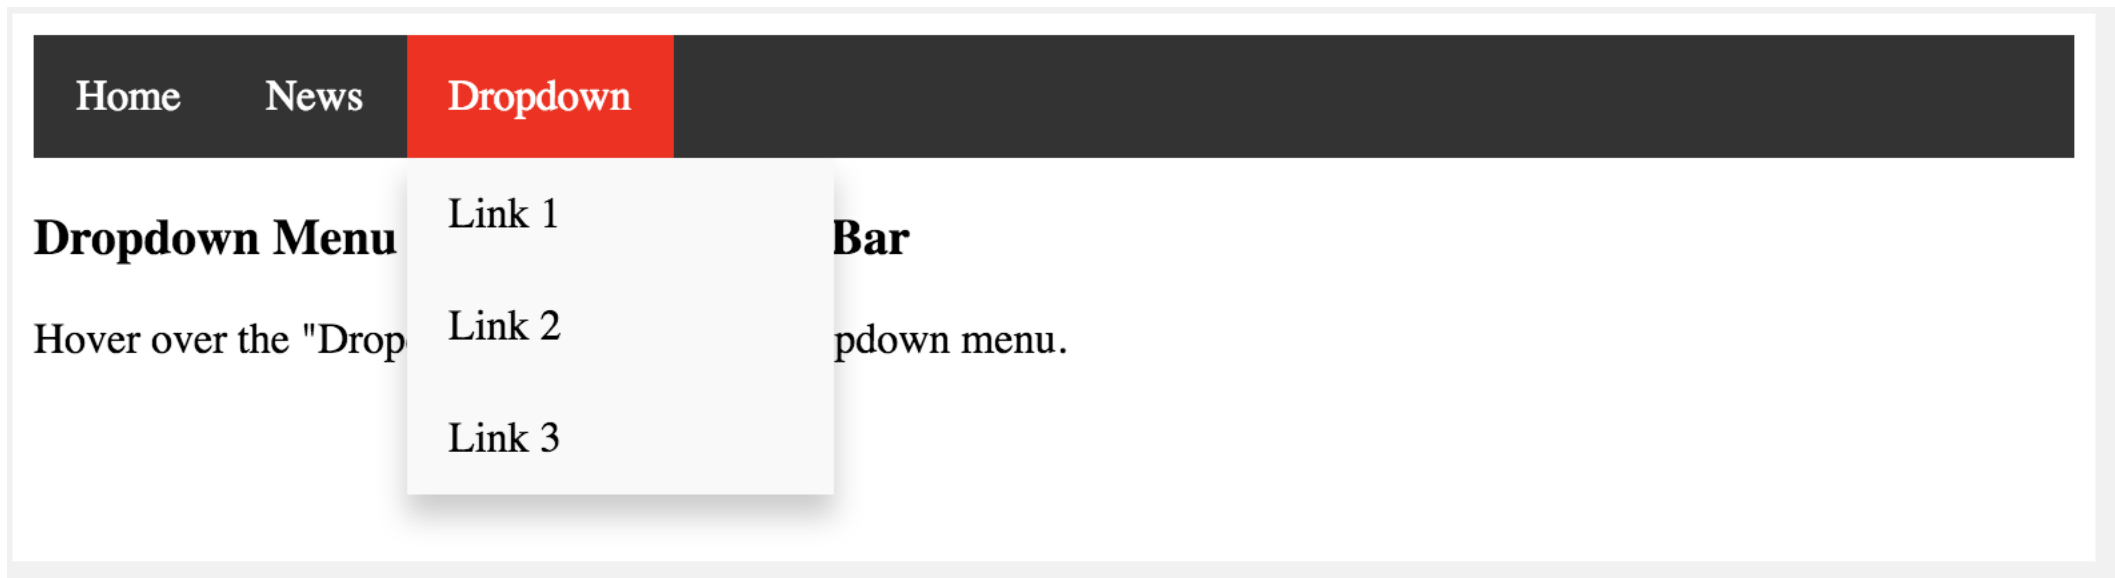 Home News Dropdown
Link 1
Dropdown Menu Bar
Link 2
Hover over the "Drop pdown menu.
Link 3